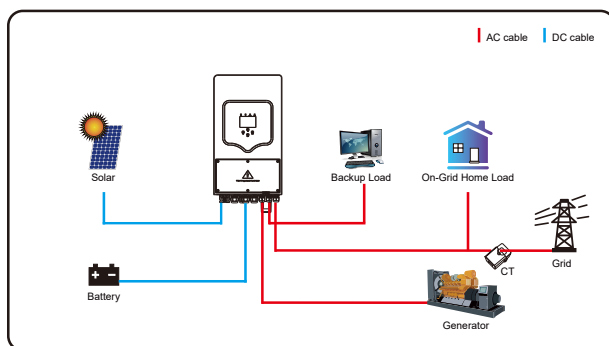 AC cable
DC cable
Solar
Backup Load
On-Grid Home Load
CT
Grid
Battery
Generator